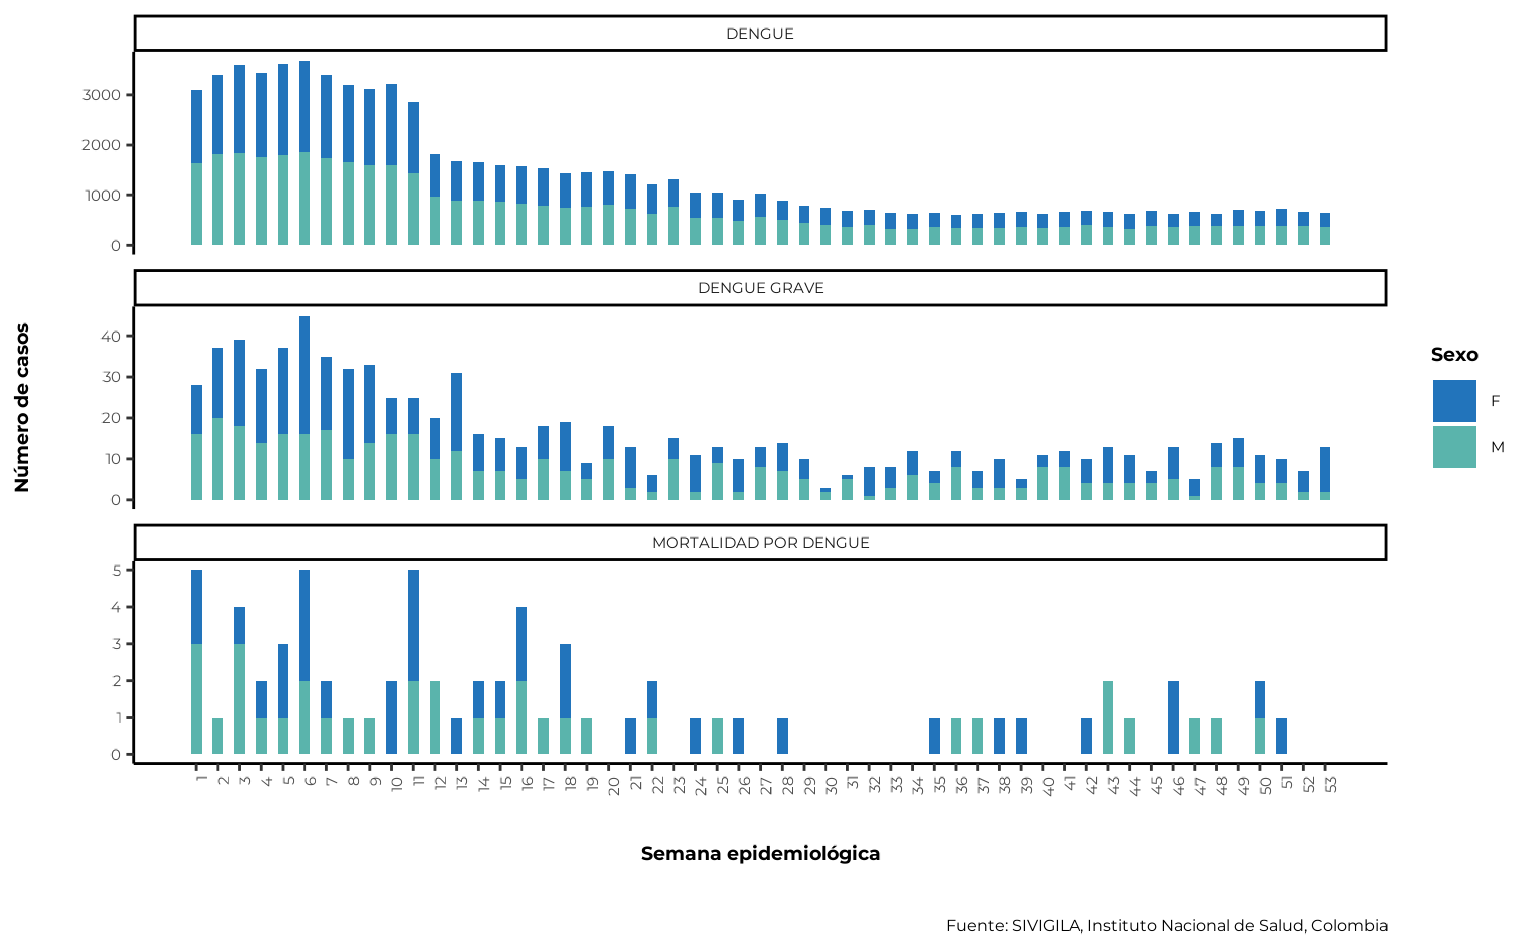 DENGUE
3000
2000
1000
0
DENGUE GRAVE
40
30
20
10
0
MORTALIDAD POR DENGUE
5
4
3
2
1
0
1 2 3 4 5 6 7 8 9 10 11 12 13 14 15 16 17 18 19 20 21 22 23 24 25 26 27 28 29 30 31 32 33 34 35 36 37 38 39 40 41 42 43 44 45 46 47 48 49 50 51 52 53
Número de casos
Semana epidemiológica
Sexo
F
M
Fuente: SIVIGILA, Instituto Nacional de Salud, Colombia